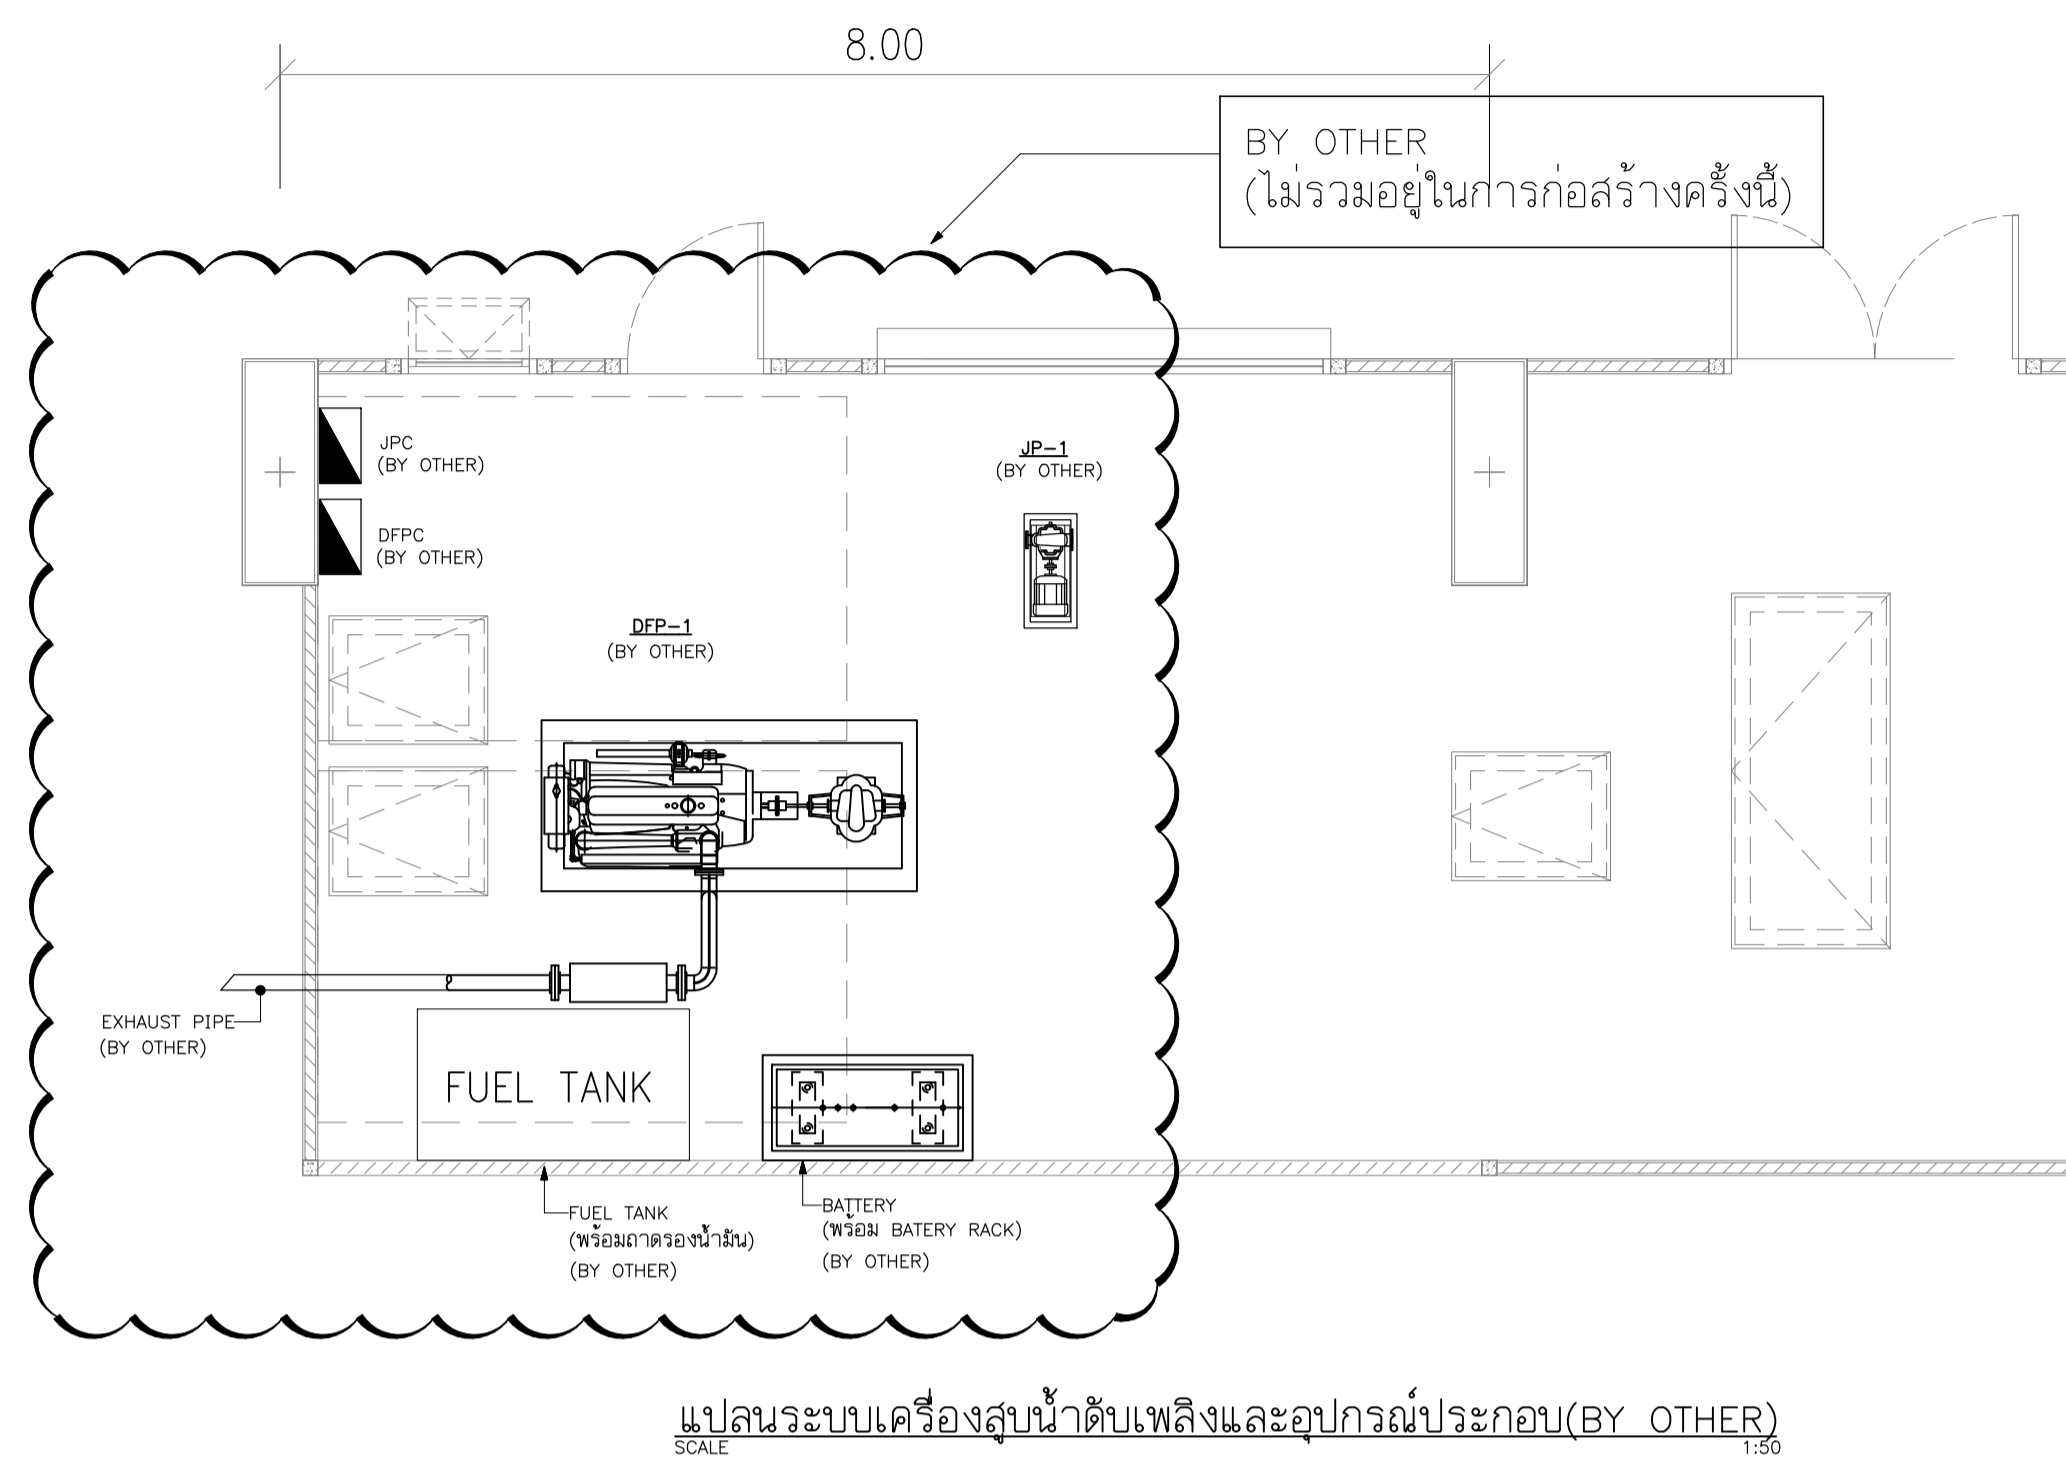 8.00
BY OTHER
(ไม่รวมอยู่ในการก่อสร้างครั้งนี้)
JPC
(BY OTHER)
JP-1
(BY OTHER)
DFPC
(BY OTHER)
DFP-1
(BY OTHER)
EXHAUST PIPE
(BY OTHER)
FUEL TANK
FUEL TANK
(พร้อมถาดรองน้ำมัน)
(BY OTHER)
BATTERY
(พร้อม BATERY RACK)
(BY OTHER)
แปลนระบบเครื่องสูบน้ำดับเพลิงและอุปกรณ์ประกอบ(BY OTHER)
SCALE 1:50